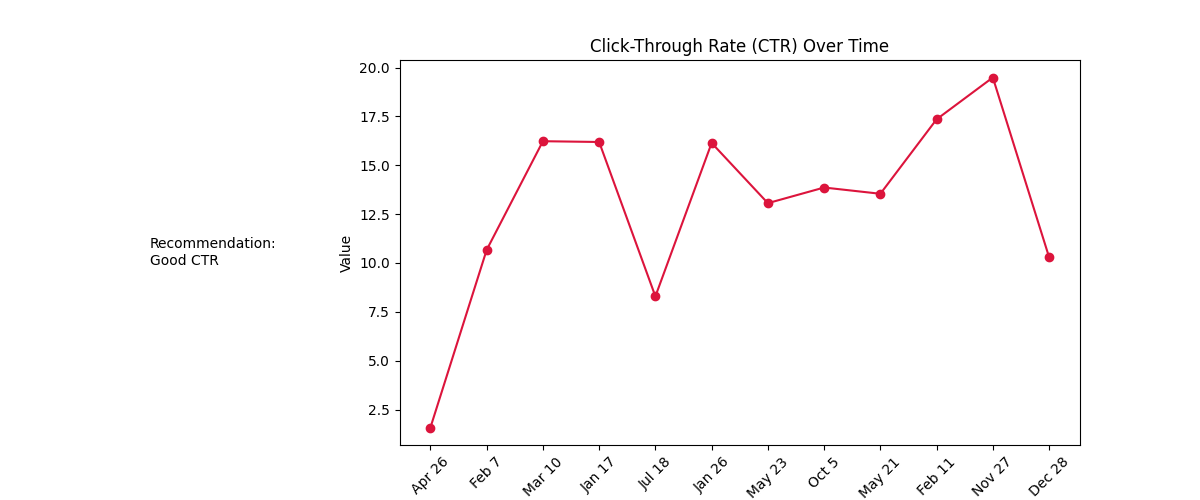 Click-Through Rate (CTR) Over Time
Recommendation:
Good CTR
Value
20.0
17.5
15.0
12.5
10.0
7.5
5.0
2.5
Apr 26
Feb 7
Mar 10
Jan 17
Jul 18
Jan 26
May 23
Oct 5
May 21
Feb 11
Nov 27
Dec 28